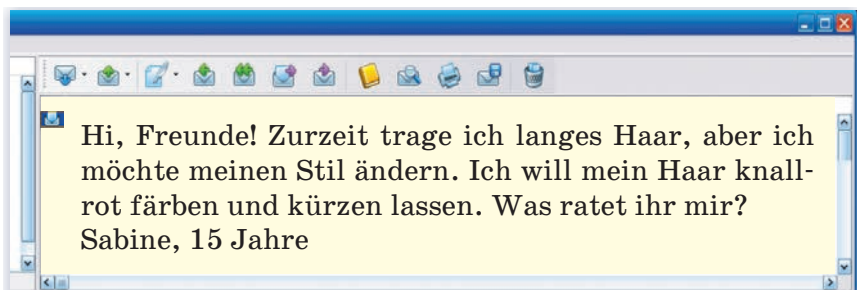 Hi, Freunde! Zurzeit trage ich langes Haar, aber ich
möchte meinen Stil ändern. Ich will mein Haar knall-
rot färben und kürzen lassen. Was ratet ihr mir?
Sabine, 15 Jahre